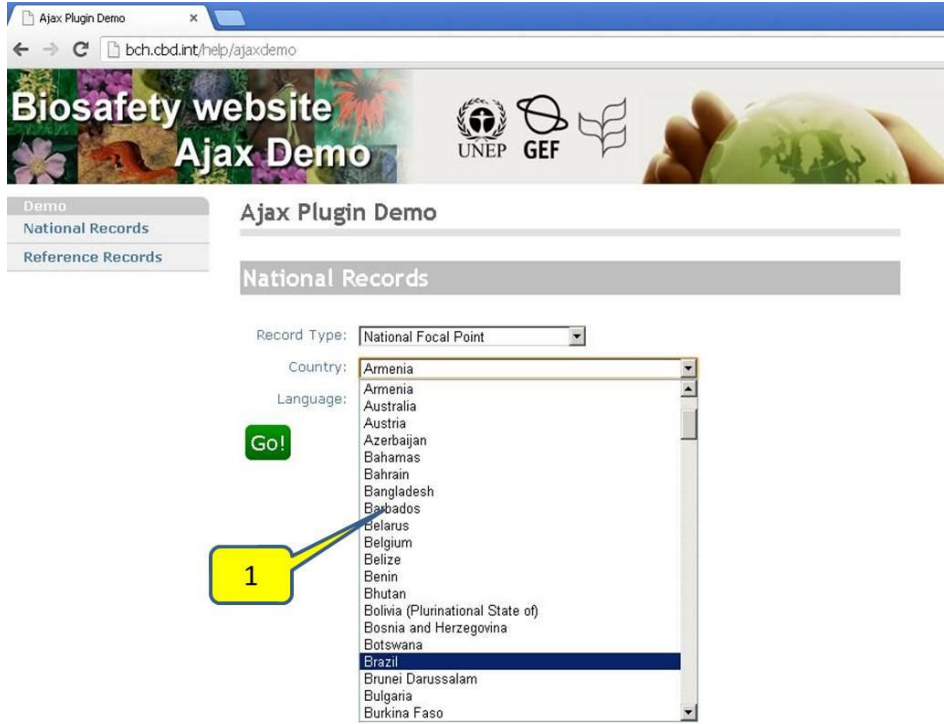 Ajax Plugin Demo
bch.cbd.int/help/ajaxdemo
Biosafety website
Ajax Demo
UNEP GEF
Demo
National Records
Reference Records
Ajax Plugin Demo
National Records
Record Type: National Focal Point
Country: Armenia
Language:
Go!
Armenia
Australia
Austria
Azerbaijan
Bahamas
Bahrain
Bangladesh
Barbados
Belarus
Belgium
Belize
Benin
Bhutan
Bolivia (Plurinational State of)
Bosnia and Herzegovina
Botswana
Brazil
Brunei Darussalam
Bulgaria
Burkina Faso
1